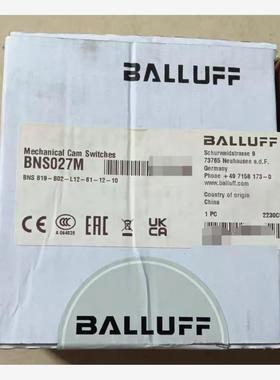 BALLUFF
Mechanical Cam Switches
BNS027M
BNS 819-B02-L12-61-12-10
BALLUFF
Schurwaldstrasse 9
73765 Neuhausen a.d.F.
Germany
Phone +49 7158 173-0
www.balluff.com
Country of origin
China
1 PC
CE
CCC
EAC
UK
CA
BALLUFF